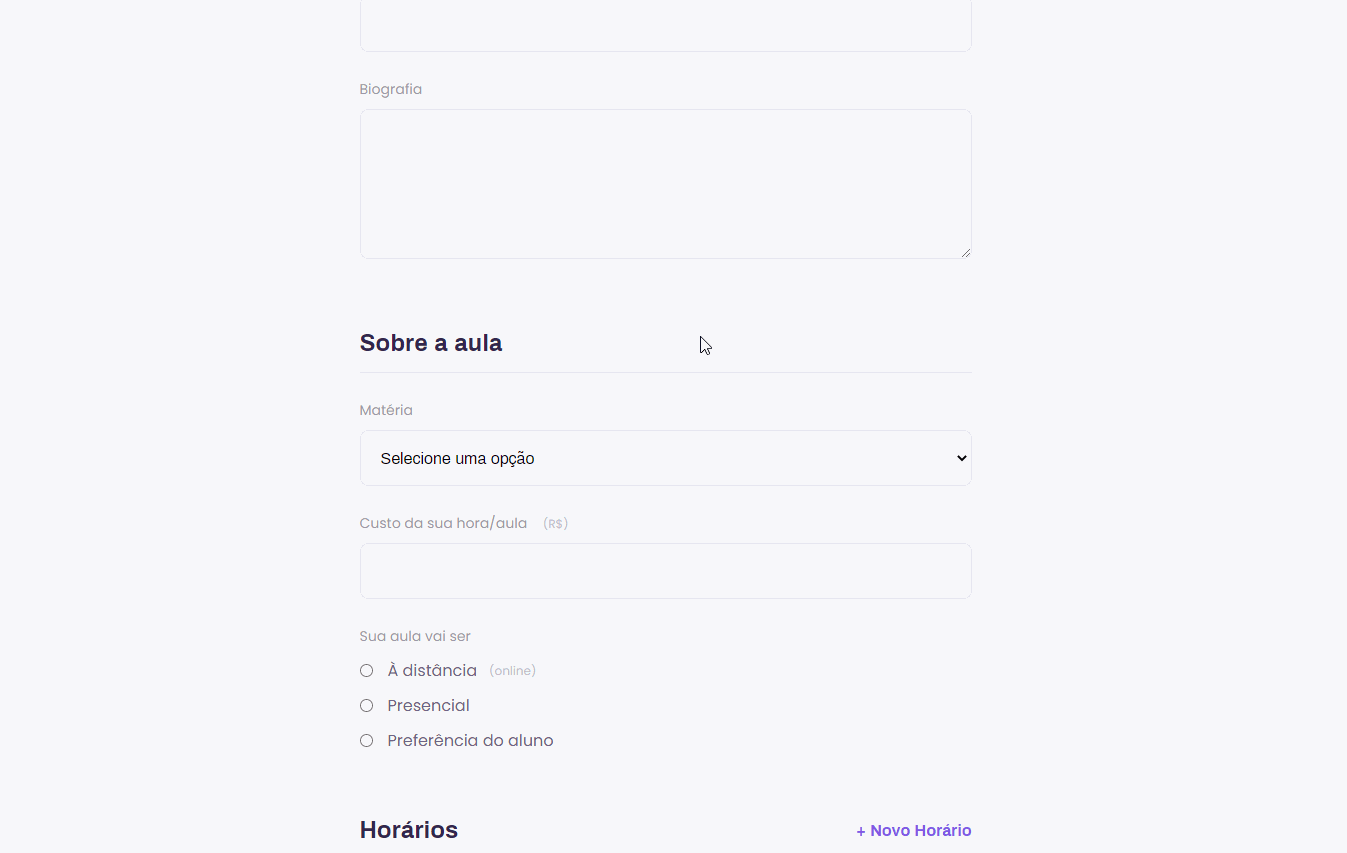 Biografia
Sobre a aula
Matéria
Selecione uma opção
Custo da sua hora/aula (R$)
Sua aula vai ser
À distância (online)
Presencial
Preferência do aluno
Horários + Novo Horário